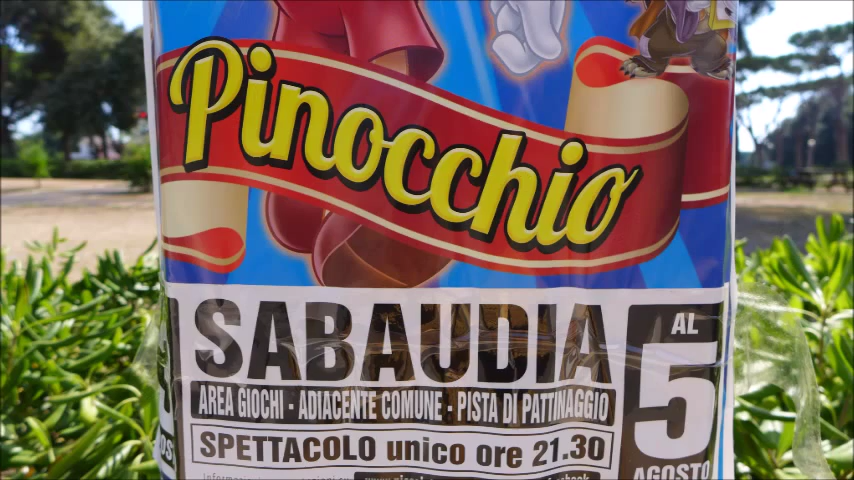 Pinocchio
SABAUDIA
AREA GIOCHI - ADIACENTE COMUNE - PISTA DI PATTINAGGIO
SPETTACOLO unico ore 21.30
AL
5
AGOSTO